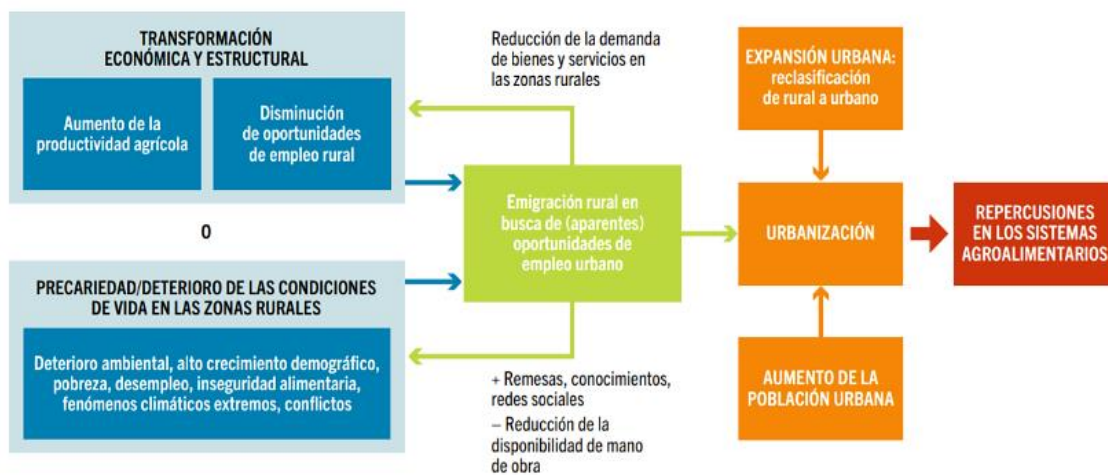 TRANSFORMACIÓN
ECONÓMICA Y ESTRUCTURAL
Aumento de la
productividad agrícola
Disminución
de oportunidades
de empleo rural
O
PRECARIEDAD/DETERIORO DE LAS CONDICIONES
DE VIDA EN LAS ZONAS RURALES
Deterioro ambiental, alto crecimiento demográfico,
pobreza, desempleo, inseguridad alimentaria,
fenómenos climáticos extremos, conflictos
Reducción de la demanda
de bienes y servicios en
las zonas rurales
Emigración rural en
busca de (aparentes)
oportunidades de
empleo urbano
+ Remesas, conocimientos,
redes sociales
– Reducción de la
disponibilidad de mano
de obra
EXPANSIÓN URBANA:
reclasificación
de rural a urbano
URBANIZACIÓN
AUMENTO DE LA
POBLACIÓN URBANA
REPERCUSIONES
EN LOS SISTEMAS
AGROALIMENTARIOS